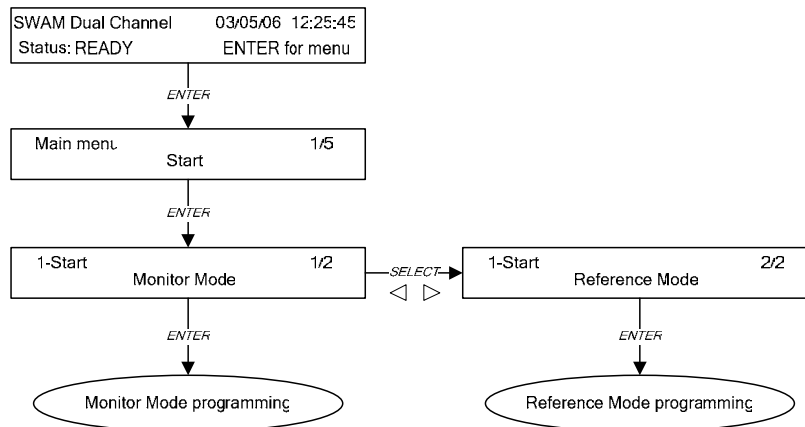 SWAM Dual Channel 03/05/06 12:25:45
Status: READY ENTER for menu
ENTER
Main menu 1/5
Start
ENTER
1-Start 1/2
Monitor Mode
SELECT
1-Start 2/2
Reference Mode
ENTER
ENTER
Monitor Mode programming
Reference Mode programming